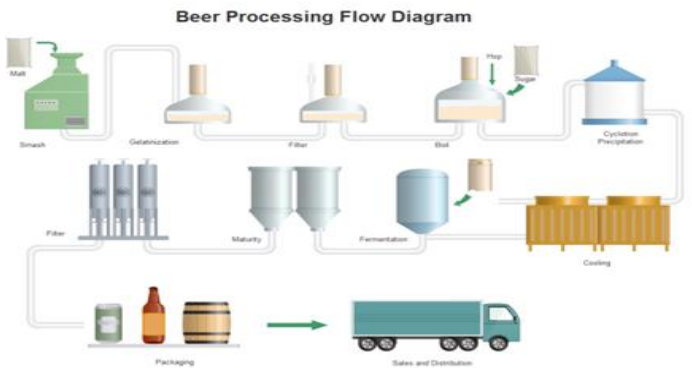 Beer Processing Flow Diagram
Malt
Hop
Sugar
Smash
Gelatinization
Filter
Boil
Cyclotron
Precipitation
Filter
Maturity
Fermentation
Cooling
Packaging
Sales and Distribution